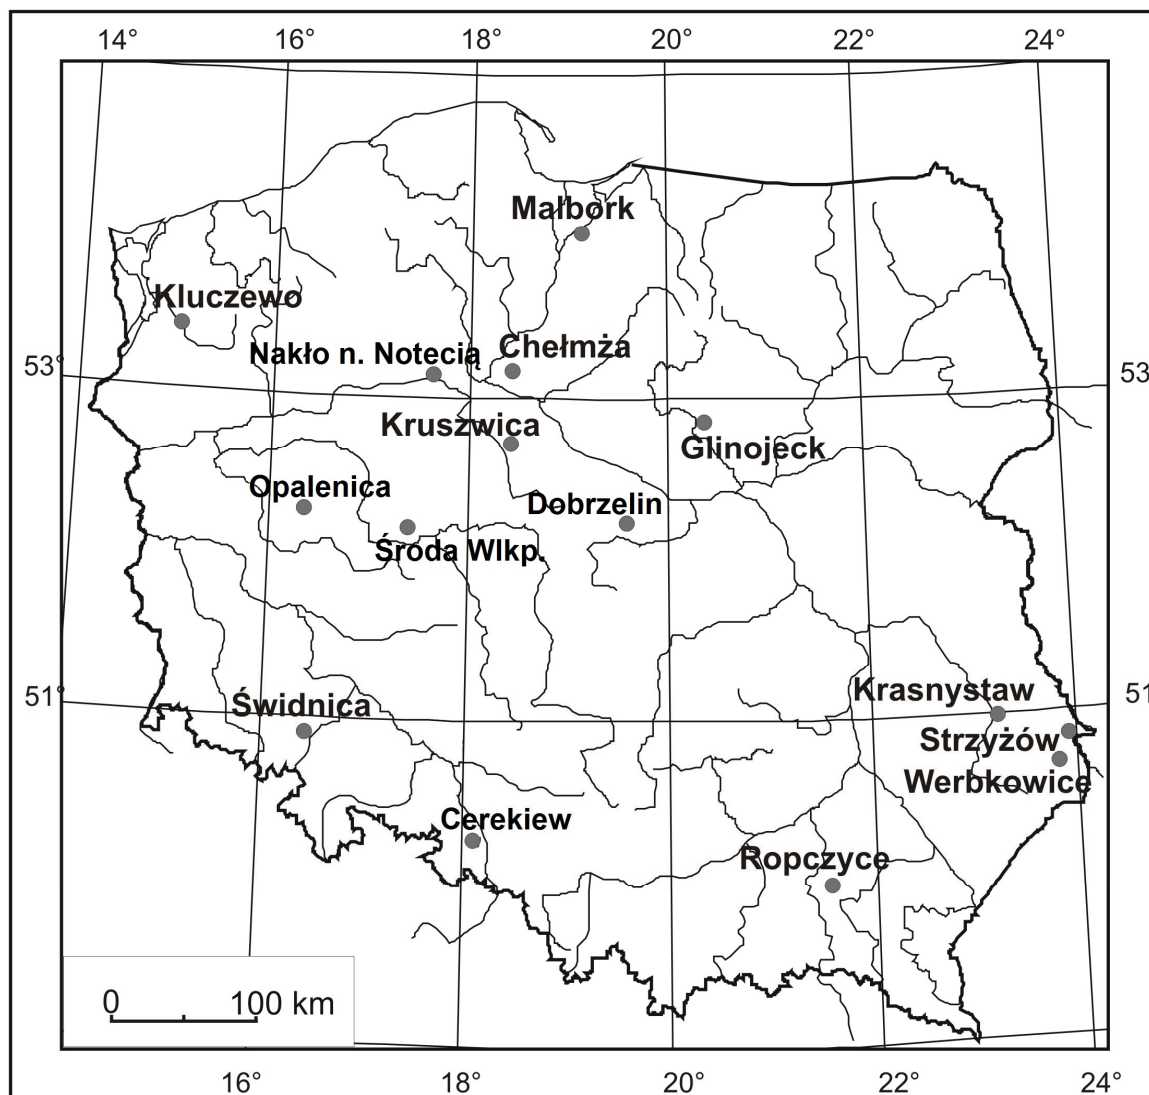 14° 16° 18° 20° 22° 24°
Malbork
Kluczewo
Nakło n. Notecią
Chełmża
53°
53
Kruszwica
Glinojeck
Opalenica
Dobrzelin
Środa Wlkp.
Krasnystaw
51°
51
Świdnica
Strzyżów
Werbkowice
Cerekiew
Ropczyce
0 100 km
16° 18° 20° 22° 24°